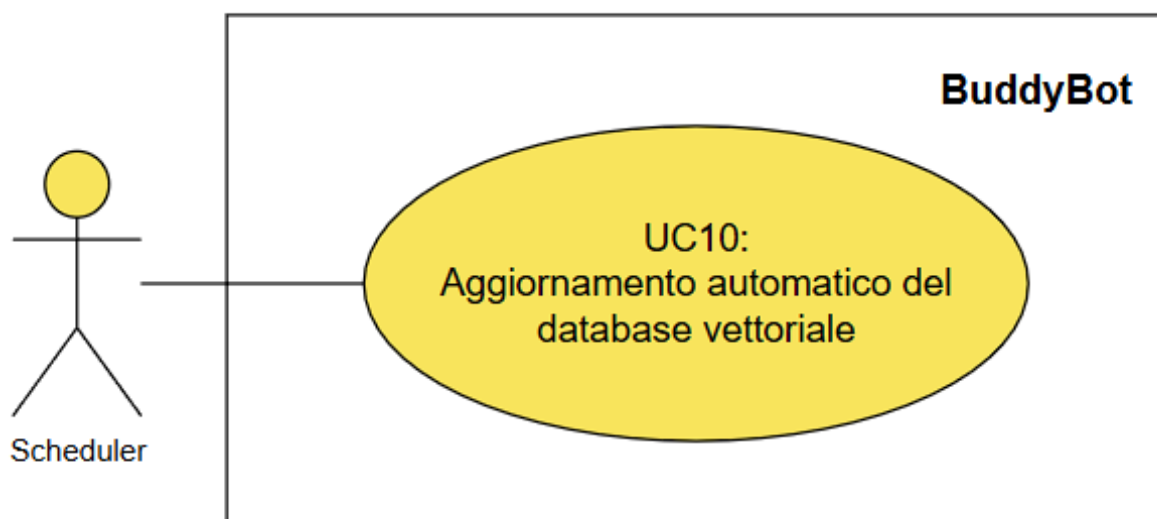 BuddyBot
UC10:
Aggiornamento automatico del
database vettoriale
Scheduler